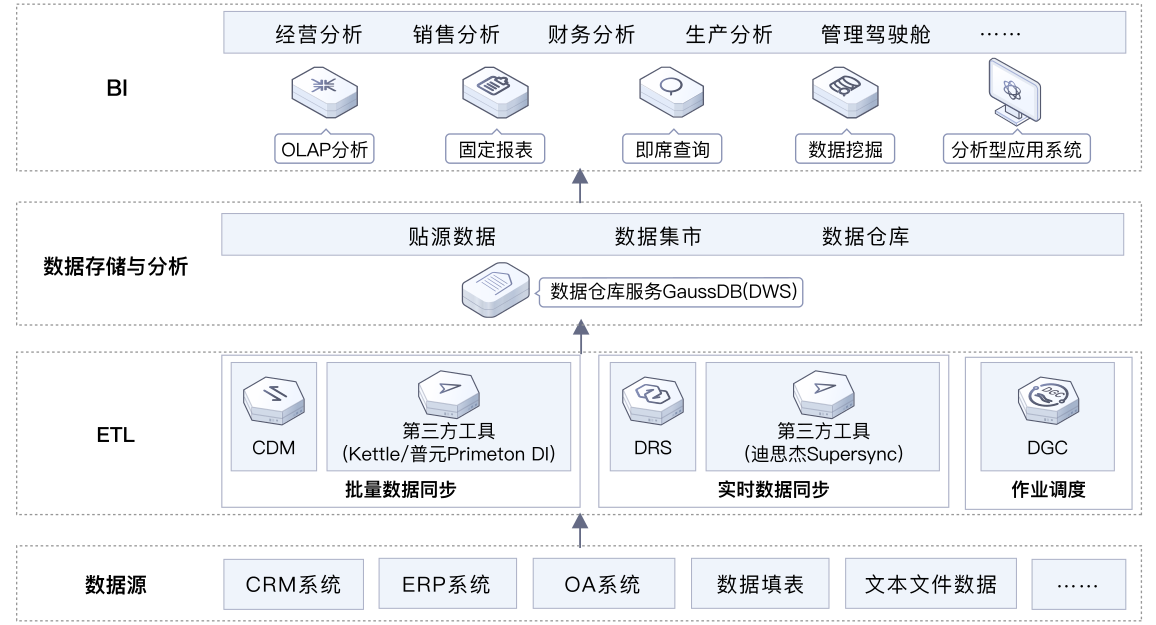 经营分析 销售分析 财务分析 生产分析 管理驾驶舱 ……
BI
OLAP分析 固定报表 即席查询 数据挖掘 分析型应用系统
贴源数据 数据集市 数据仓库
数据存储与分析
数据仓库服务GaussDB(DWS)
ETL
DGC
CDM
第三方工具
(Kettle/普元Primeton DI)
批量数据同步
DRS
第三方工具
(迪思杰Supersync)
实时数据同步
DGC
作业调度
数据源
CRM系统 ERP系统 OA系统 数据填表 文本文件数据 ……